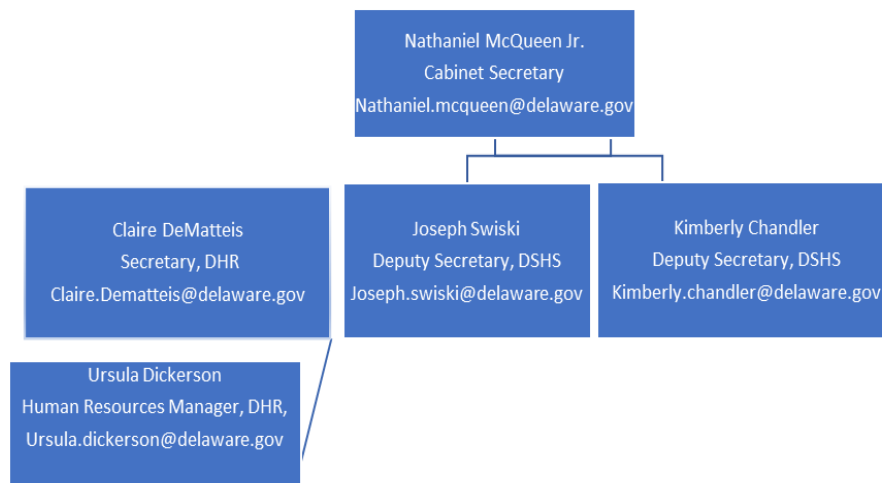 Nathaniel McQueen Jr.
Cabinet Secretary
Nathaniel.mcqueen@delaware.gov
Claire DeMatteis
Secretary, DHR
Claire.Dematteis@delaware.gov
Joseph Swiski
Deputy Secretary, DSHS
Joseph.swiski@delaware.gov
Kimberly Chandler
Deputy Secretary, DSHS
Kimberly.chandler@delaware.gov
Ursula Dickerson
Human Resources Manager, DHR,
Ursula.dickerson@delaware.gov